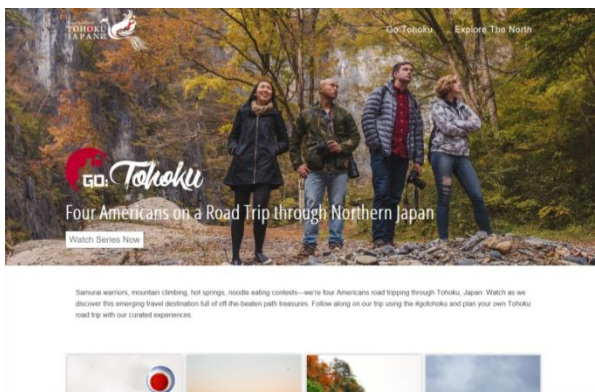 TOHOKU
JAPAN
Go Tohoku
Explore The North
GO: Tohoku
Four Americans on a Road Trip through Northern Japan
Watch Series Now
Samurai warriors, mountain climbing, hot springs, noodle eating contests—we're four Americans road tripping through Tohoku, Japan. Watch as we
discover this emerging travel destination full of off-the-beaten path treasures. Follow along on our trip using the #gotohoku and plan your own Tohoku
road trip with our curated experiences.